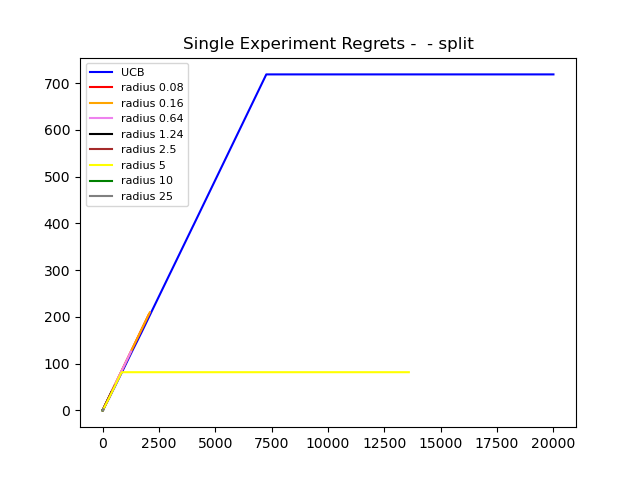 Single Experiment Regrets -  - split
UCB
radius 0.08
radius 0.16
radius 0.64
radius 1.24
radius 2.5
radius 5
radius 10
radius 25
700
600
500
400
300
200
100
0
0 2500 5000 7500 10000 12500 15000 17500 20000